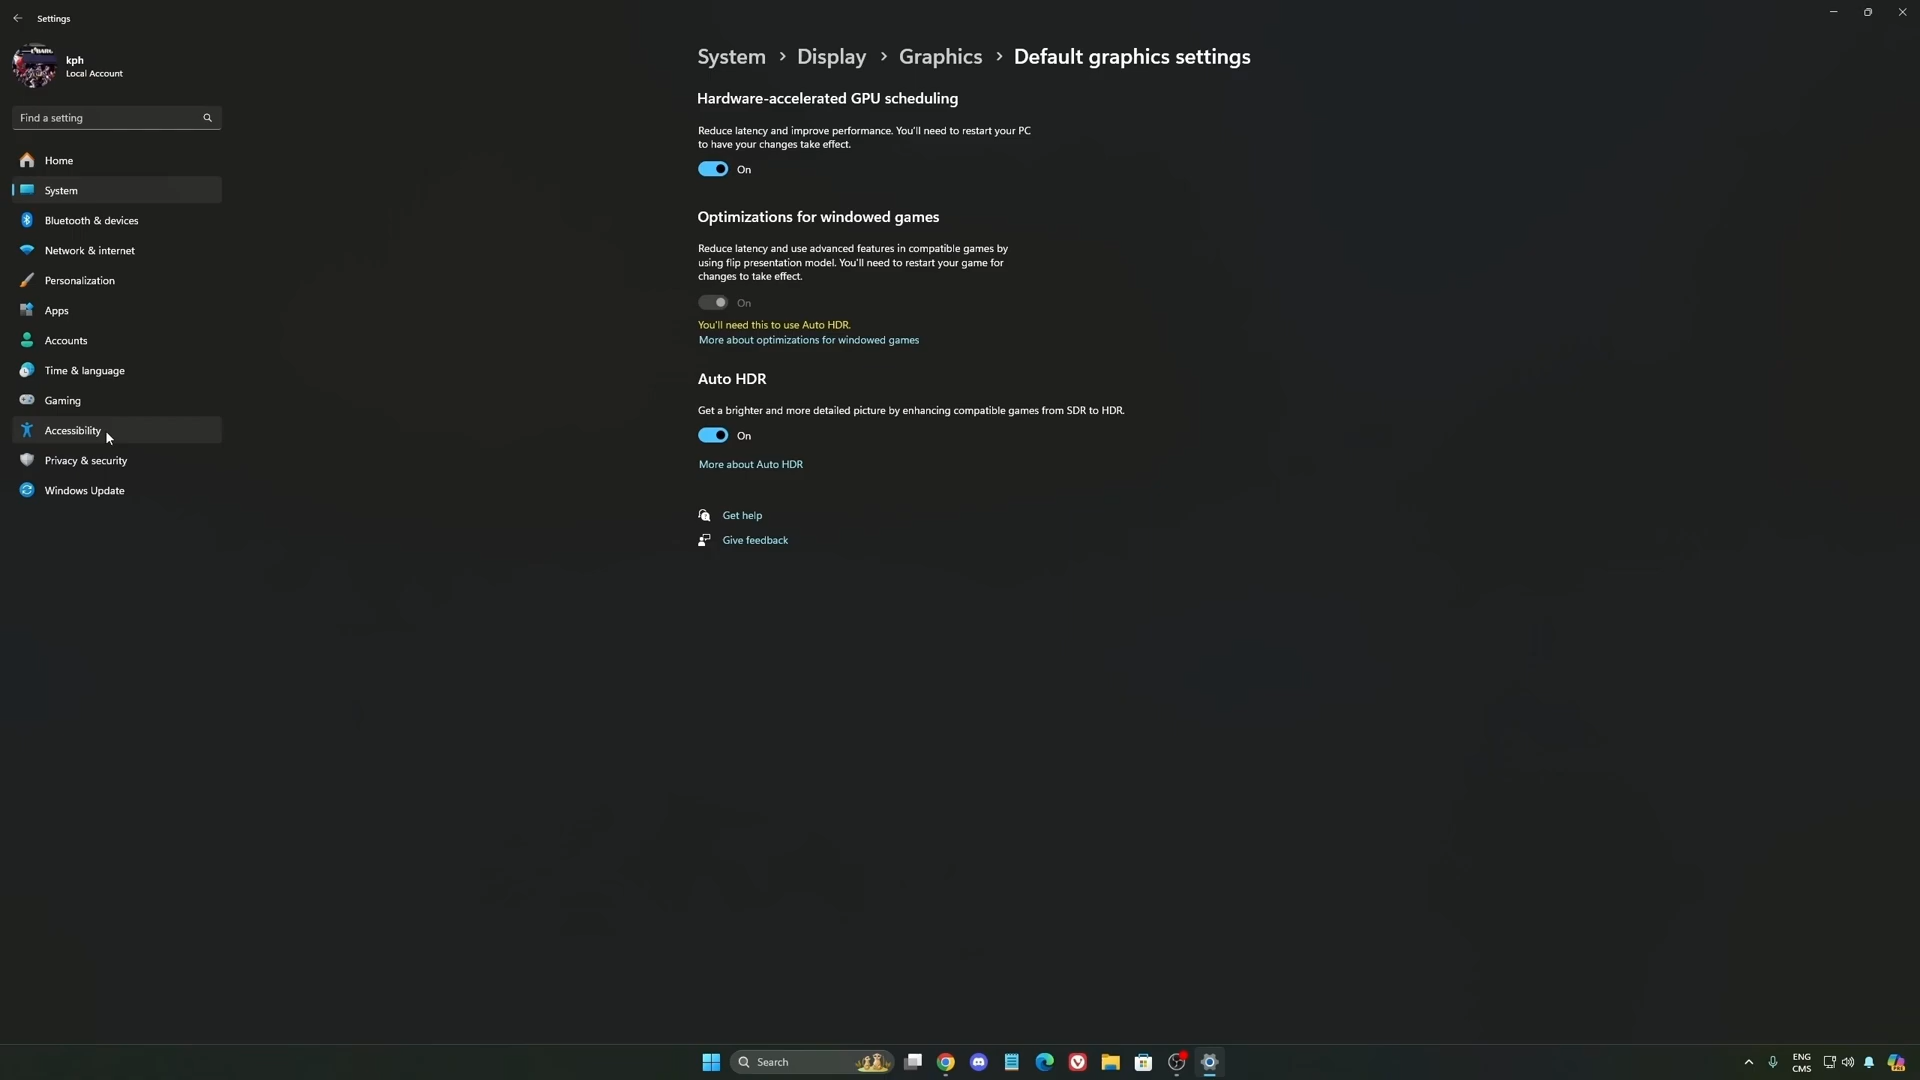 Settings
kph
Local Account
Find a setting
Home
System
Bluetooth & devices
Network & internet
Personalization
Apps
Accounts
Time & language
Gaming
Accessibility
Privacy & security
Windows Update
System > Display > Graphics > Default graphics settings
Hardware-accelerated GPU scheduling
Reduce latency and improve performance. You'll need to restart your PC
to have your changes take effect.
On
Optimizations for windowed games
Reduce latency and use advanced features in compatible games by
using flip presentation model. You'll need to restart your game for
changes to take effect.
On
You'll need this to use Auto HDR.
More about optimizations for windowed games
Auto HDR
Get a brighter and more detailed picture by enhancing compatible games from SDR to HDR.
On
More about Auto HDR
Get help
Give feedback
Search
ENG
CMS